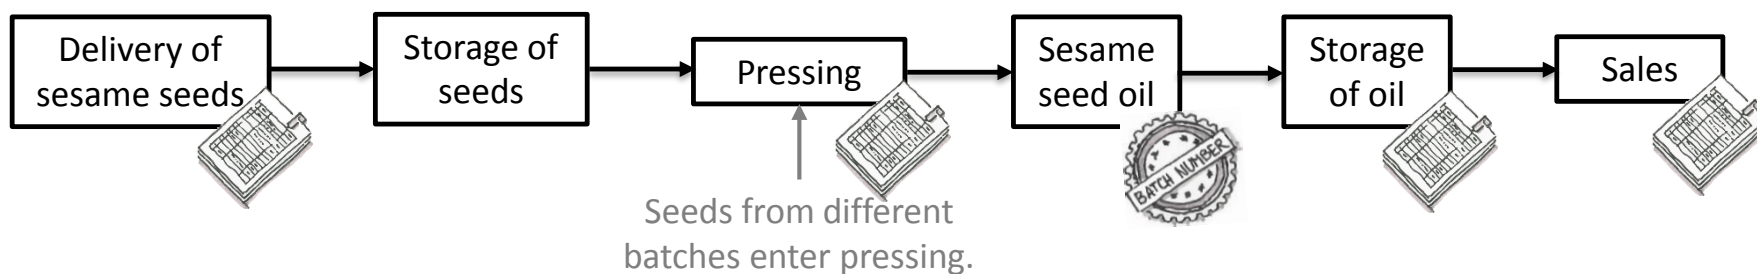 Delivery of
sesame seeds
Storage of
seeds
Pressing
Sesame
seed oil
Storage
of oil
Sales
BATCH NUMBER
Seeds from different
batches enter pressing.